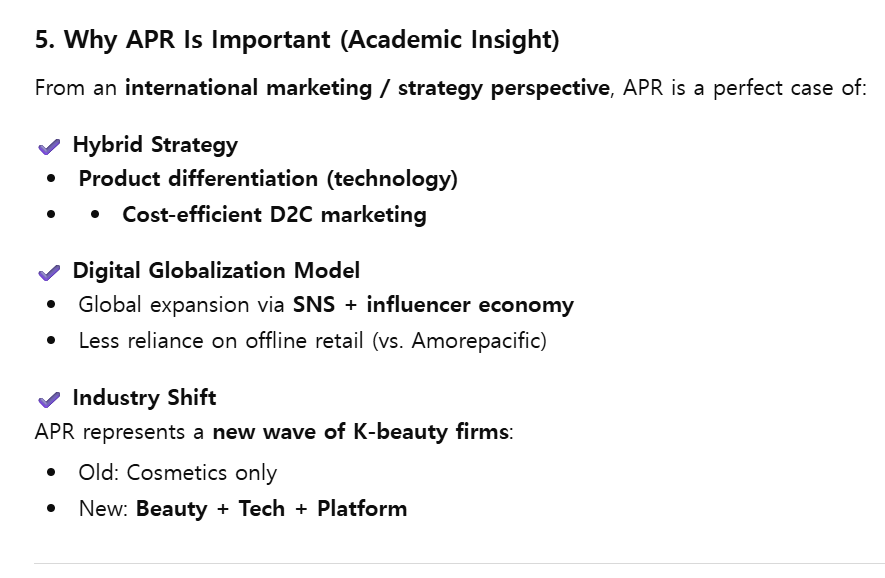 5. Why APR Is Important (Academic Insight)
From an international marketing / strategy perspective, APR is a perfect case of:
✔ Hybrid Strategy
• Product differentiation (technology)
• • Cost-efficient D2C marketing
✔ Digital Globalization Model
• Global expansion via SNS + influencer economy
• Less reliance on offline retail (vs. Amorepacific)
✔ Industry Shift
APR represents a new wave of K-beauty firms:
• Old: Cosmetics only
• New: Beauty + Tech + Platform